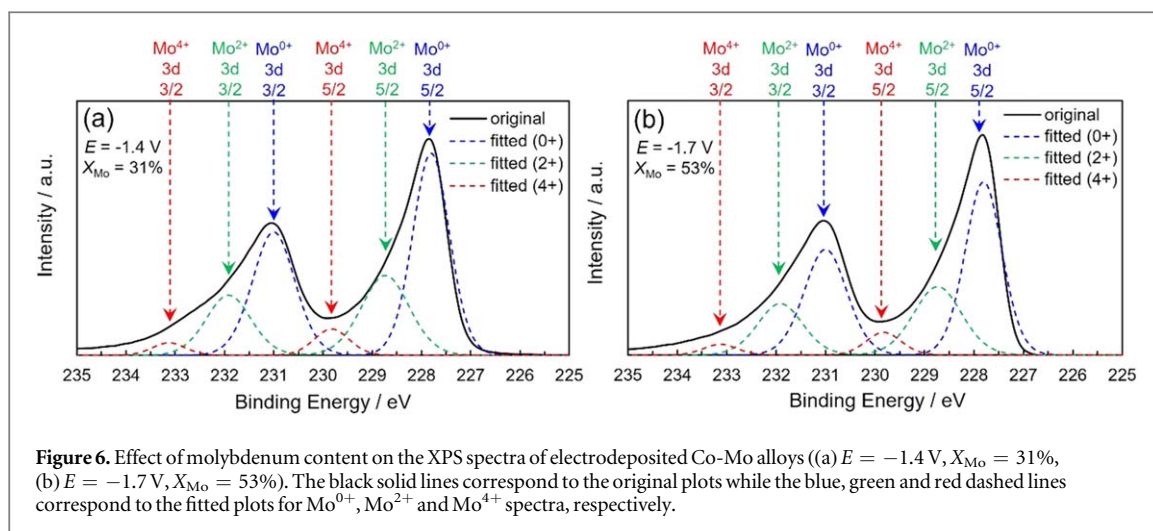 Mo4+ Mo2+ Mo0+ Mo4+ Mo2+ Mo0+
3d 3d 3d 3d 3d 3d
3/2 3/2 3/2 5/2 5/2 5/2
(a)
E = -1.4 V
XMo = 31%
original
fitted (0+)
fitted (2+)
fitted (4+)
Intensity / a.u.
235 234 233 232 231 230 229 228 227 226 225
Binding Energy / eV
Mo4+ Mo2+ Mo0+ Mo4+ Mo2+ Mo0+
3d 3d 3d 3d 3d 3d
3/2 3/2 3/2 5/2 5/2 5/2
(b)
E = -1.7 V
XMo = 53%
original
fitted (0+)
fitted (2+)
fitted (4+)
Intensity / a.u.
235 234 233 232 231 230 229 228 227 226 225
Binding Energy / eV
Figure 6. Effect of molybdenum content on the XPS spectra of electrodeposited Co-Mo alloys ((a) E = −1.4 V, XMo = 31%,
(b) E = −1.7 V, XMo = 53%). The black solid lines correspond to the original plots while the blue, green and red dashed lines
correspond to the fitted plots for Mo0+, Mo2+ and Mo4+ spectra, respectively.